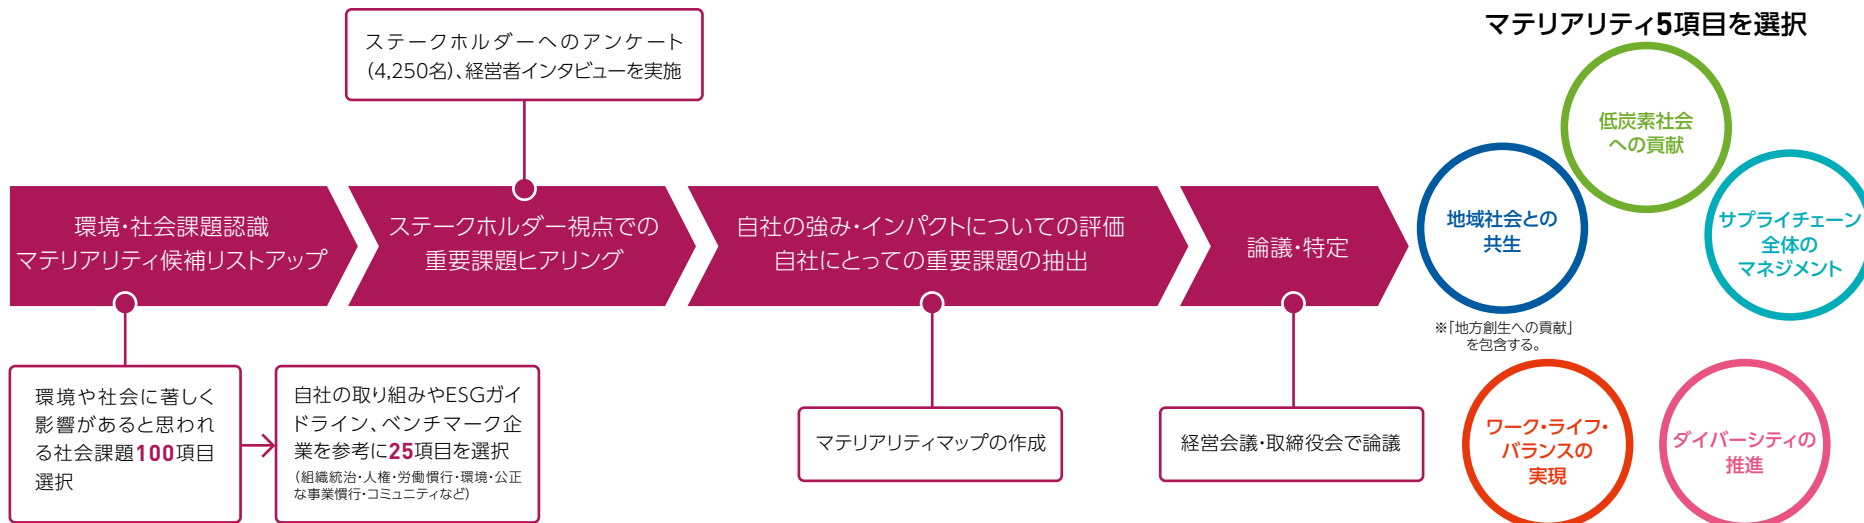 ステークホルダーへのアンケート
(4,250名)、経営者インタビューを実施
環境・社会課題認識
マテリアリティ候補リストアップ
ステークホルダー視点での
重要課題ヒアリング
自社の強み・インパクトについての評価
自社にとっての重要課題の抽出
論議・特定
環境や社会に著しく
影響があると思われ
る社会課題100項目
選択
自社の取り組みやESGガイ
ドライン、ベンチマーク企
業を参考に25項目を選択
(組織統治・人権・労働慣行・環境・公正
な事業慣行・コミュニティなど)
マテリアリティマップの作成
経営会議・取締役会で論議
マテリアリティ5項目を選択
低炭素社会
への貢献
地域社会との
共生
※「地方創生への貢献」
を包含する。
サプライチェーン
全体の
マネジメント
ワーク・ライフ・
バランスの
実現
ダイバーシティの
推進